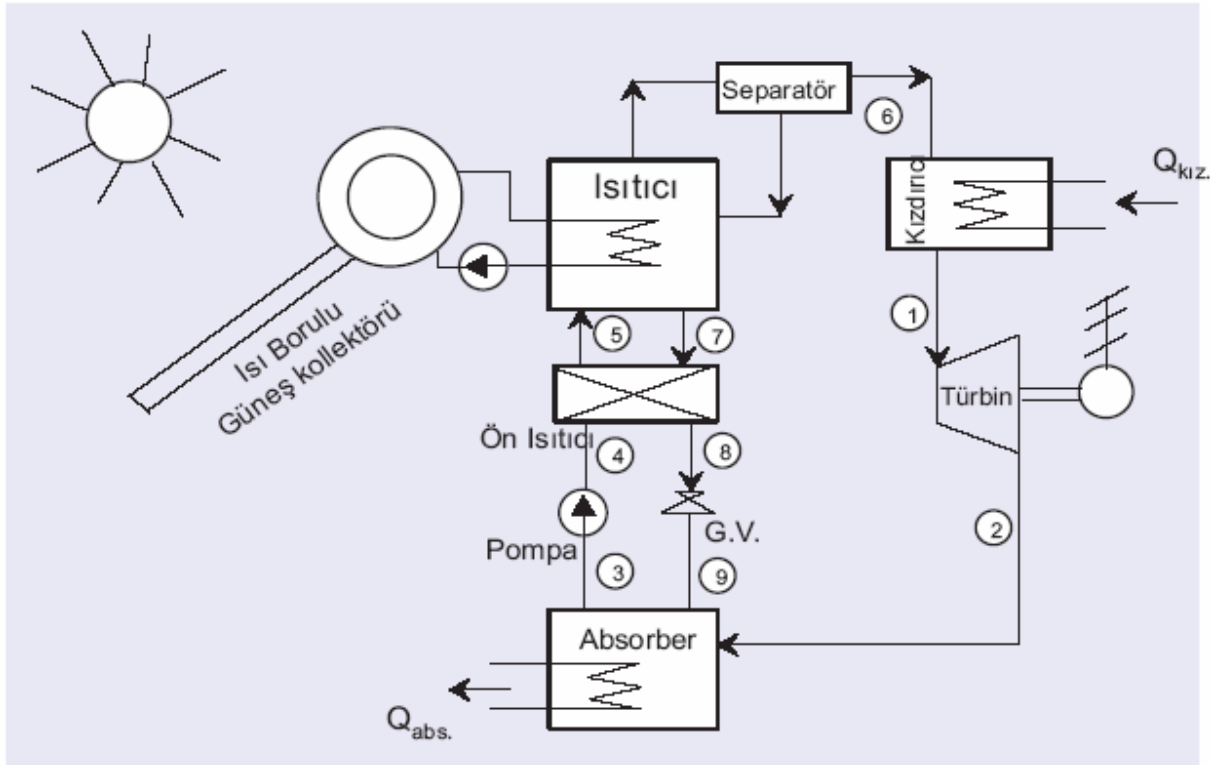 Separatör
6
Isıtıcı
Kızdırıcı
Qkız.
Isı Borulu
Güneş kollektörü
5
7
1
Türbin
Ön Isıtıcı
4
8
Pompa
G.V.
2
3
9
Absorber
Qabs.